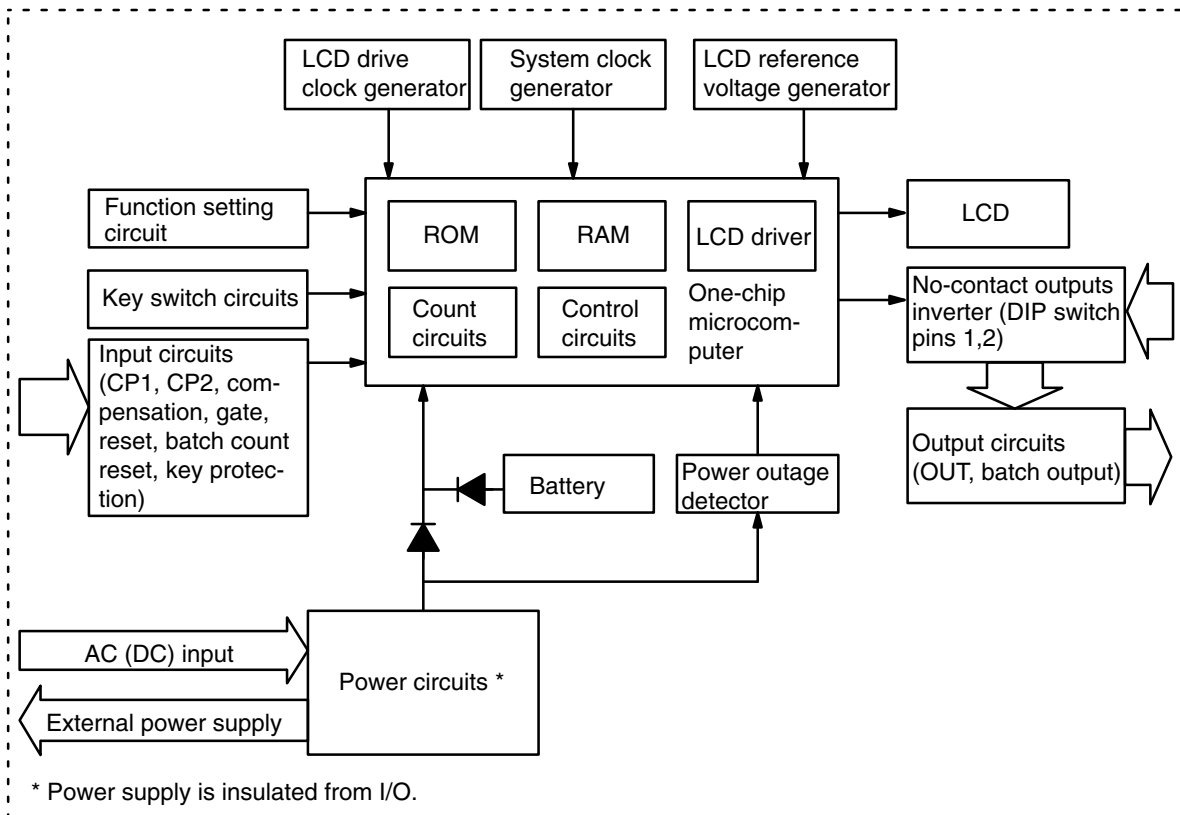 LCD drive
clock generator
System clock
generator
LCD reference
voltage generator
Function setting
circuit
ROM
RAM
LCD driver
LCD
Key switch circuits
Count
circuits
Control
circuits
One-chip
microcom-
puter
No-contact outputs
inverter (DIP switch
pins 1,2)
Input circuits
(CP1, CP2, com-
pensation, gate,
reset, batch count
reset, key protec-
tion)
Output circuits
(OUT, batch output)
Battery
Power outage
detector
AC (DC) input
Power circuits *
External power supply
* Power supply is insulated from I/O.